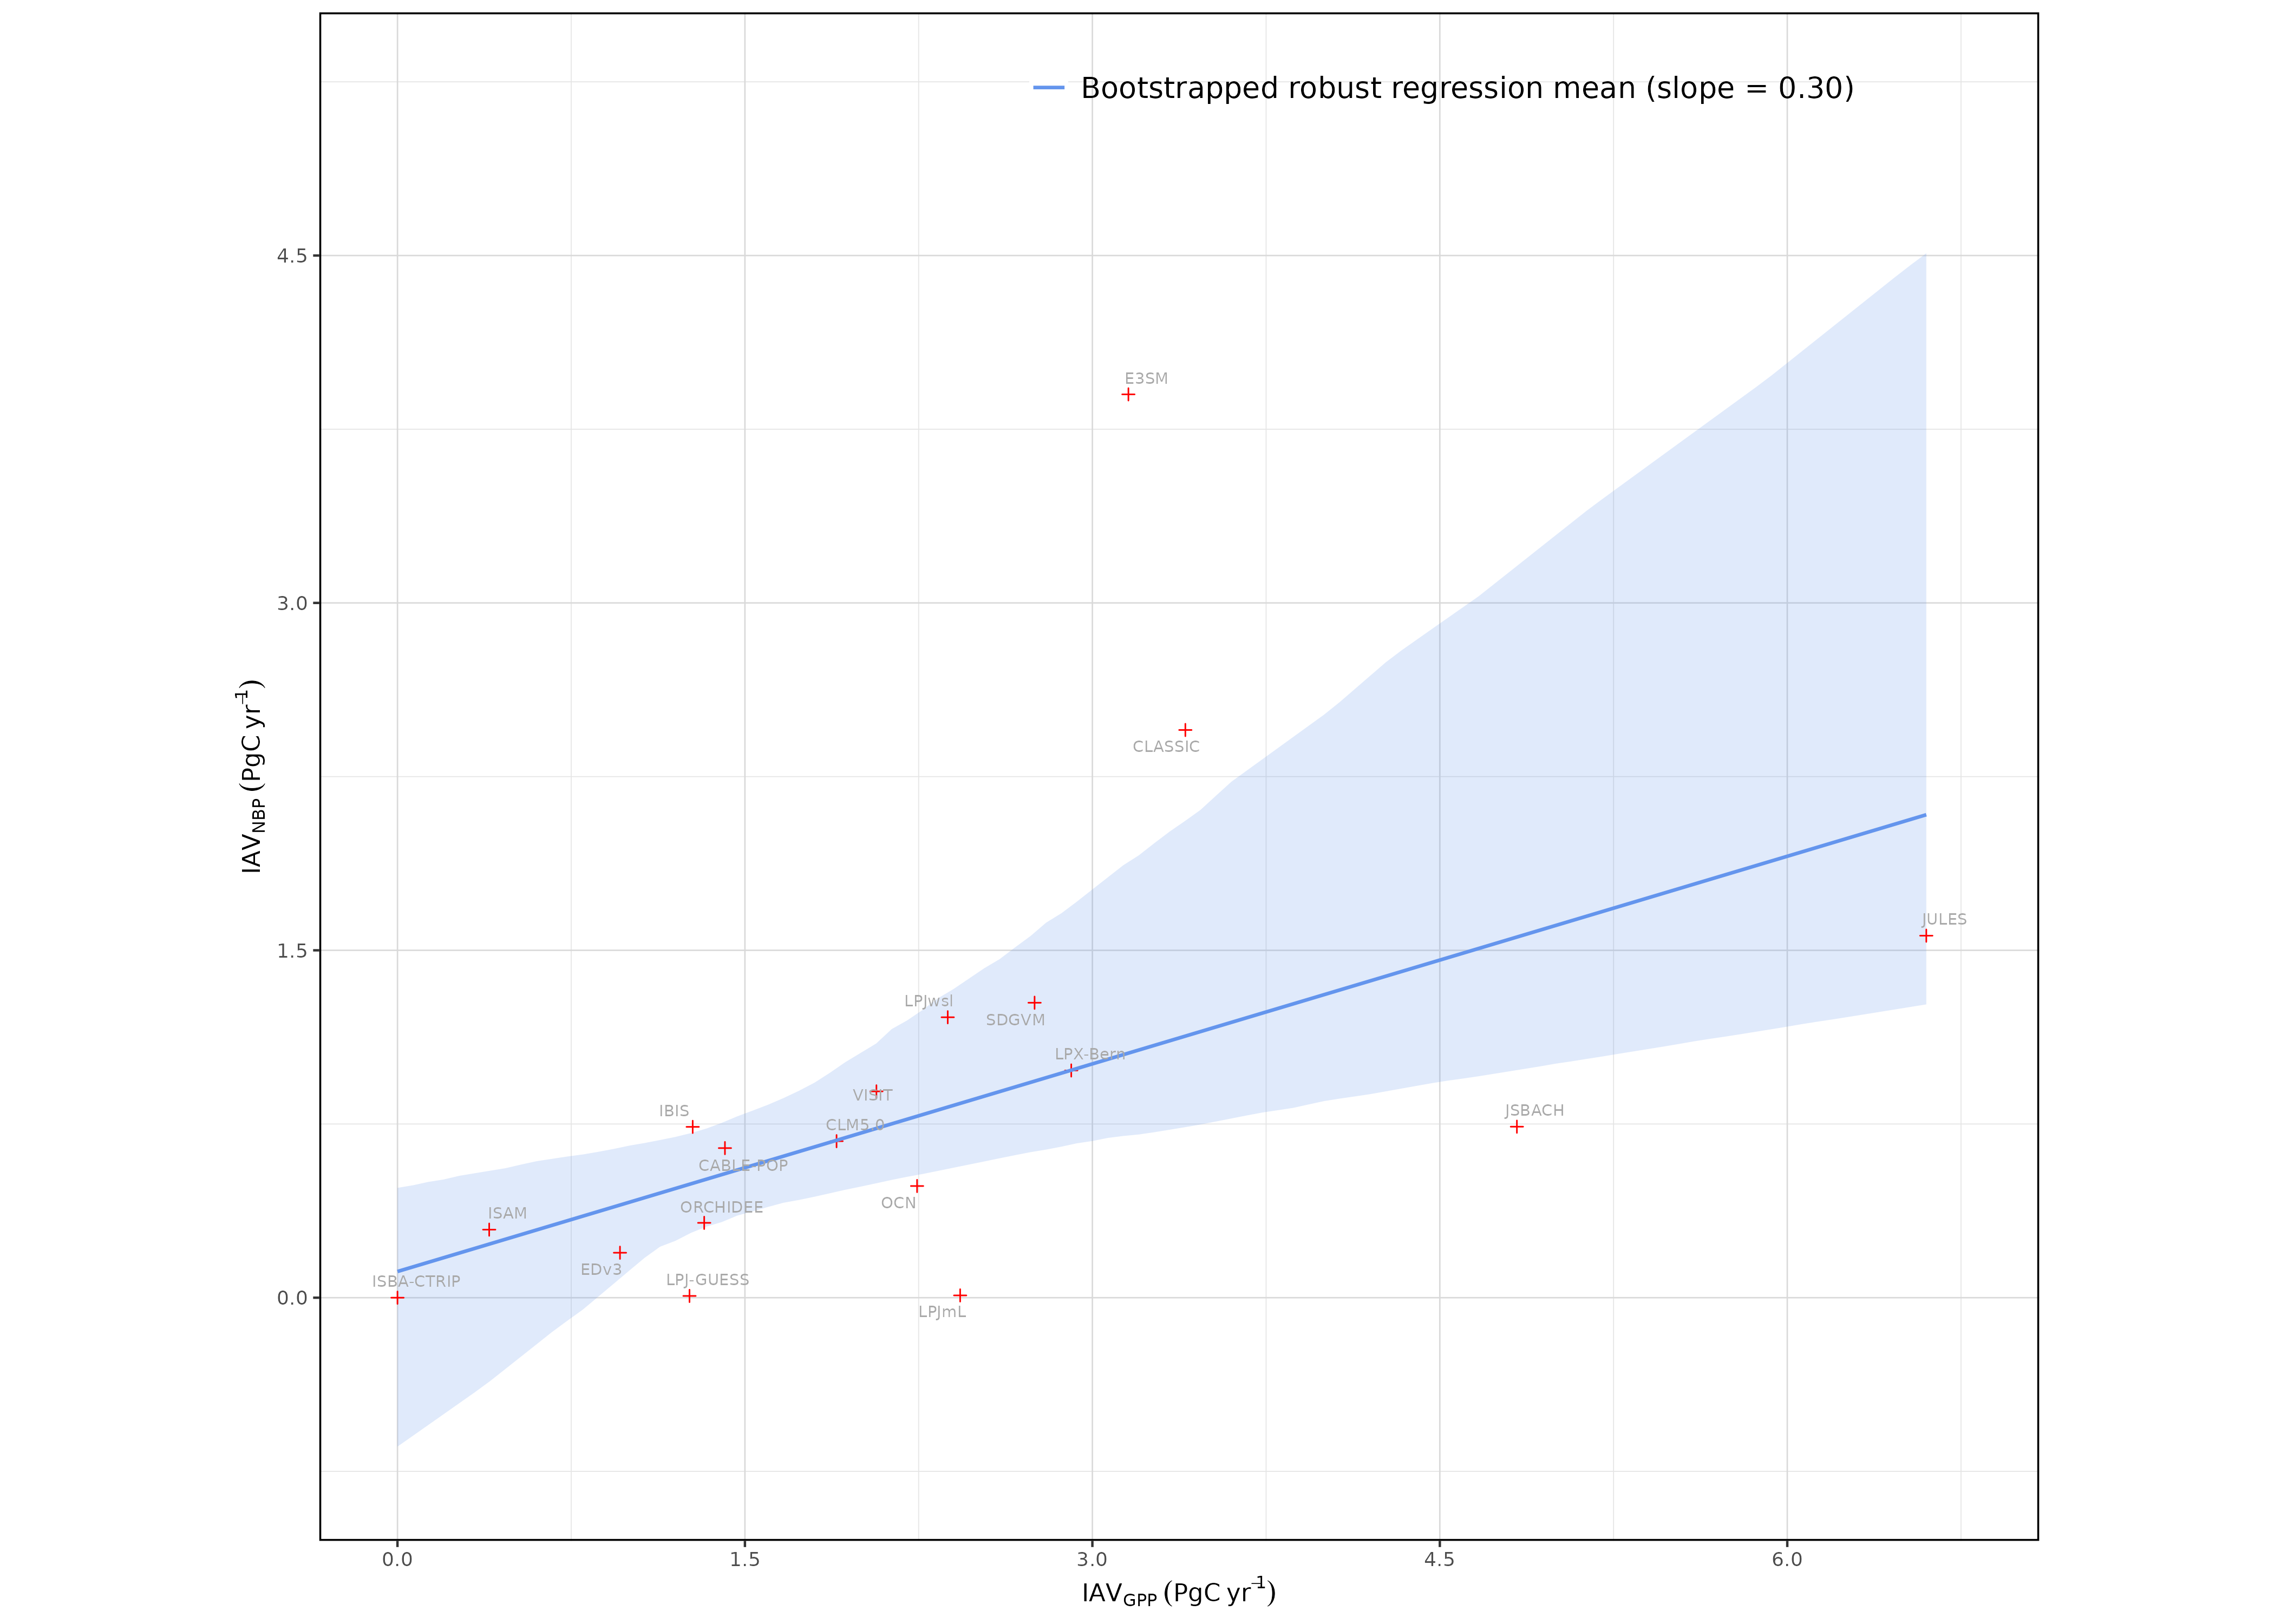 Bootstrapped robust regression mean (slope = 0.30)
4.5
E3SM
3.0
CLASSIC
IAV_NBP (PgC yr⁻¹)
JULES
1.5
LPJwsl
SDGVM
LPX-Bern
VISIT
IBIS
JSBACH
CLM5.0
CABLE-POP
OCN
ORCHIDEE
ISAM
EDv3
ISBA-CTRIP
LPJ-GUESS
0.0
LPJmL
0.0 1.5 3.0 4.5 6.0
IAV_GPP (PgC yr⁻¹)